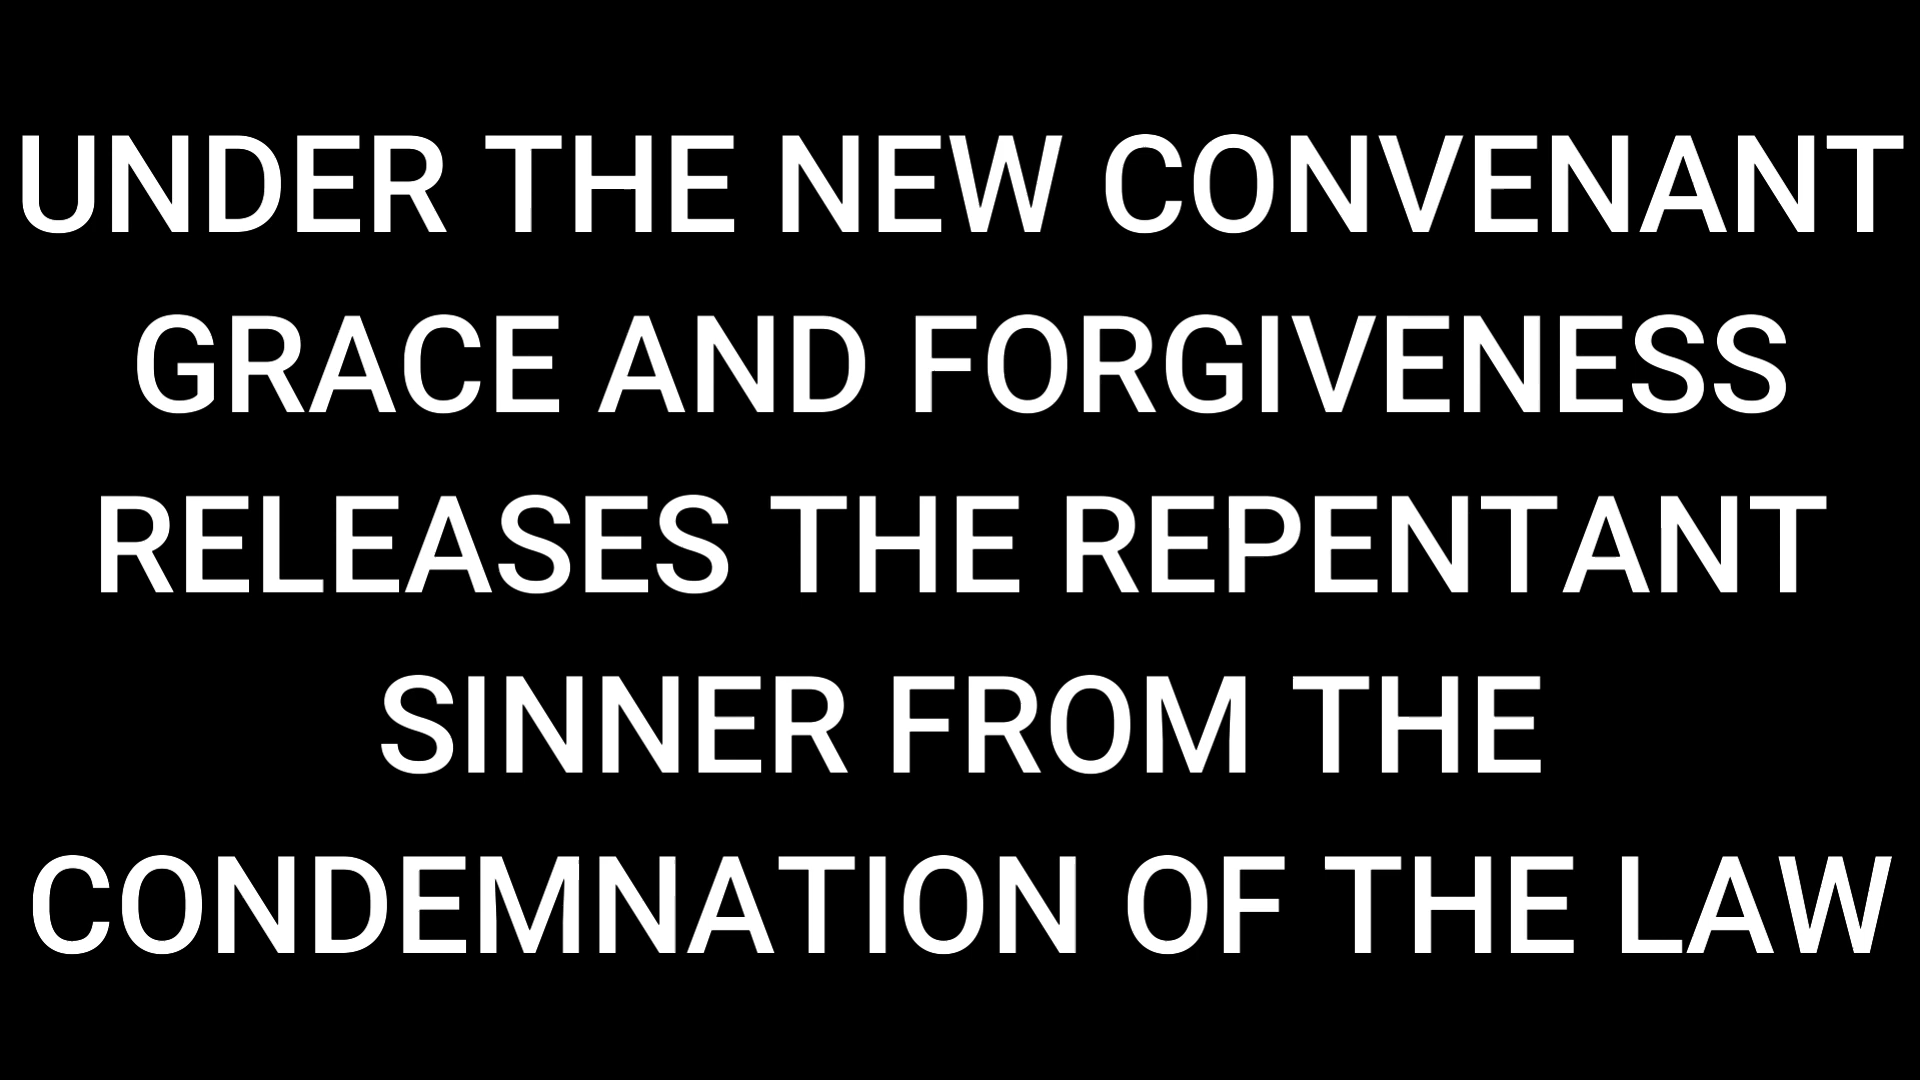 UNDER THE NEW CONVENANT
GRACE AND FORGIVENESS
RELEASES THE REPENTANT
SINNER FROM THE
CONDEMNATION OF THE LAW